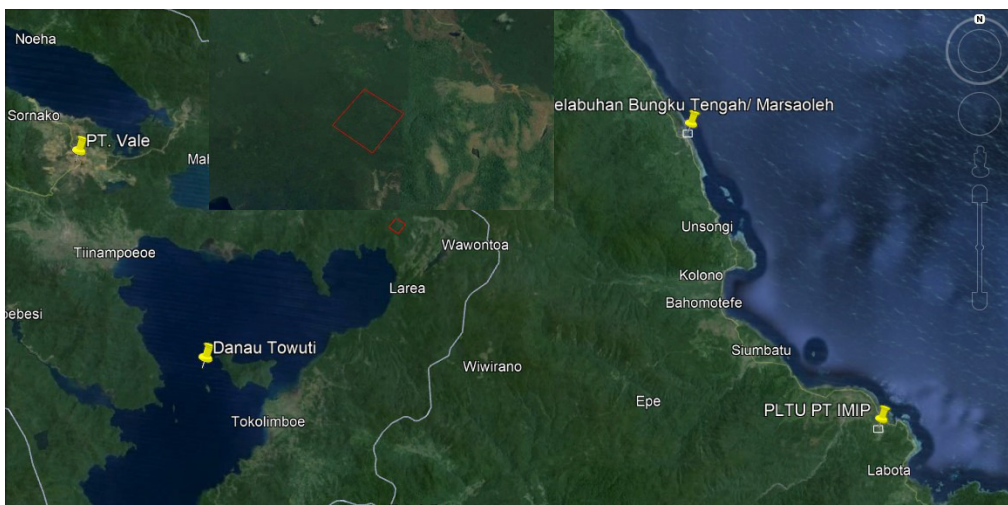 N
Noeha
Sornako
PT. Vale
Mal
elabuhan Bungku Tengah/ Marsaoleh
Unsongi
Tiinampoeoe
Wawontoa
Kolono
Larea
Bahomotefe
oebesi
Danau Towuti
Siumbatu
Wiwirano
Epe
Tokolimboe
PLTU PT IMIP
Labota